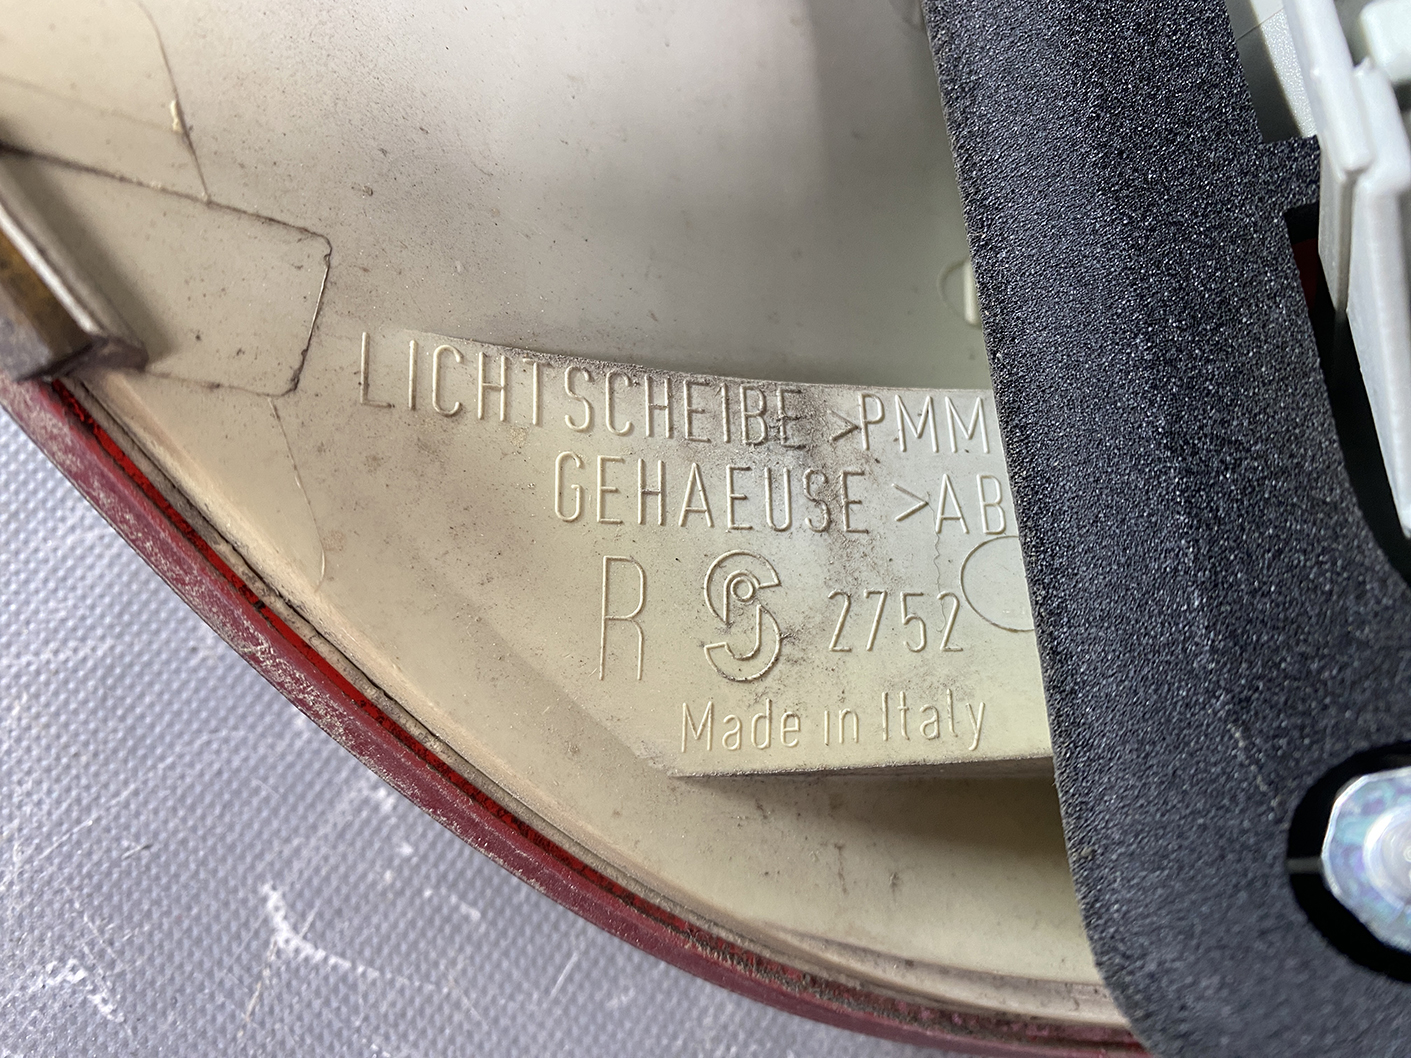 LICHTSCHEIBE >PMM
GEHAEUSE >AB
R 2752
Made in Italy